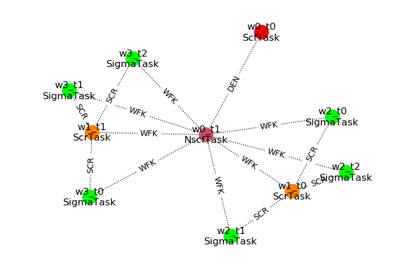 w0_t0
ScrTask
w3_t2
SigmaTask
DEN
w3_t1
SigmaTask
SCR
WFK
SCR
WFK
w2_t0
SigmaTask
w1_t1
ScrTask
WFK
w0_t1
NscrTask
WFK
SCR
WFK
SCR
WFK
WFK
w2_t2
SigmaTask
SCR
w3_t0
SigmaTask
WFK
w1_t0
ScrTask
SCR
w2_t1
SigmaTask